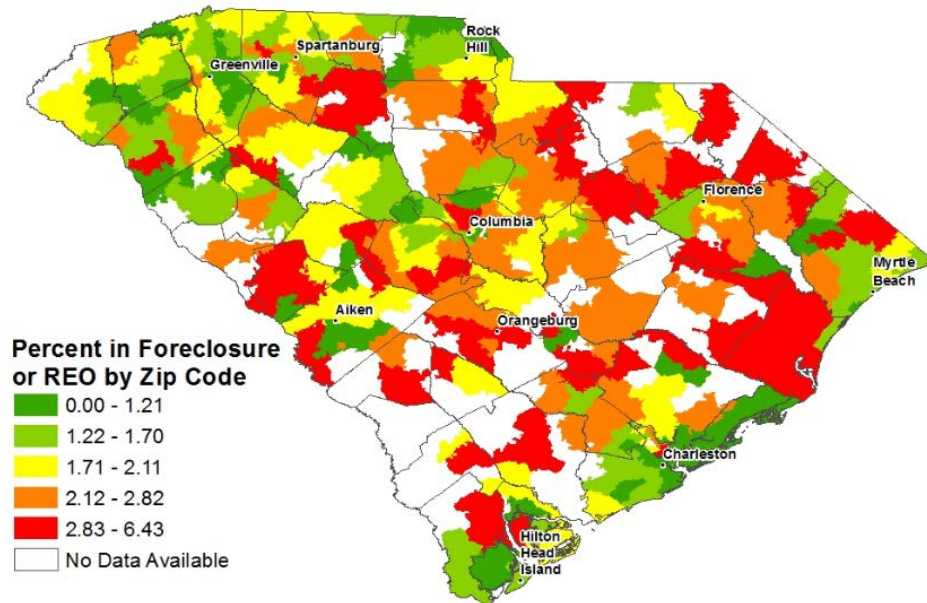 Rock
Hill
Spartanburg
Greenville
Florence
Columbia
Myrtle
Beach
Aiken
Orangeburg
Percent in Foreclosure
or REO by Zip Code
0.00 - 1.21
1.22 - 1.70
1.71 - 2.11
2.12 - 2.82
2.83 - 6.43
No Data Available
Charleston
Hilton
Head
Island